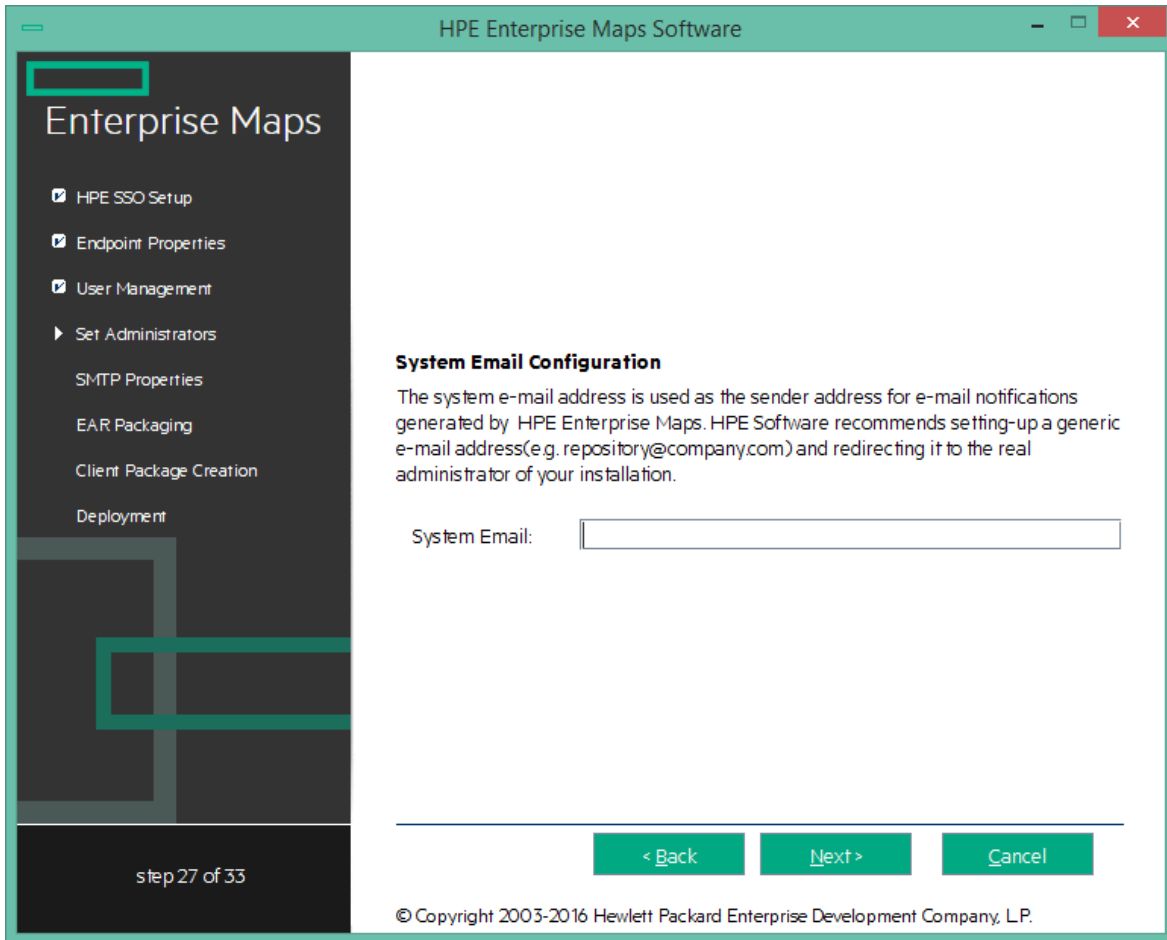 HPE Enterprise Maps Software
Enterprise Maps
HPE SSO Setup
Endpoint Properties
User Management
Set Administrators
SMTP Properties
EAR Packaging
Client Package Creation
Deployment
step 27 of 33
System Email Configuration
The system e-mail address is used as the sender address for e-mail notifications
generated by HPE Enterprise Maps. HPE Software recommends setting-up a generic
e-mail address(e.g. repository@company.com) and redirecting it to the real
administrator of your installation.
System Email:
< Back
Next >
Cancel
© Copyright 2003-2016 Hewlett Packard Enterprise Development Company, L.P.